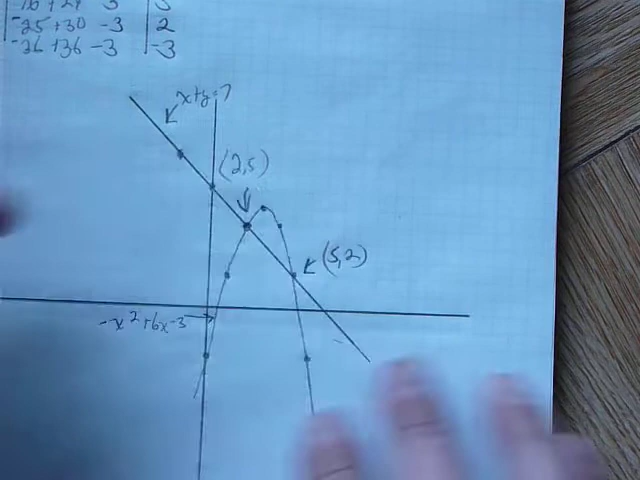 -25+30-3 | 2
-36+36-3 | -3
x+y=7
(2,5)
(5,2)
-x²+6x-3